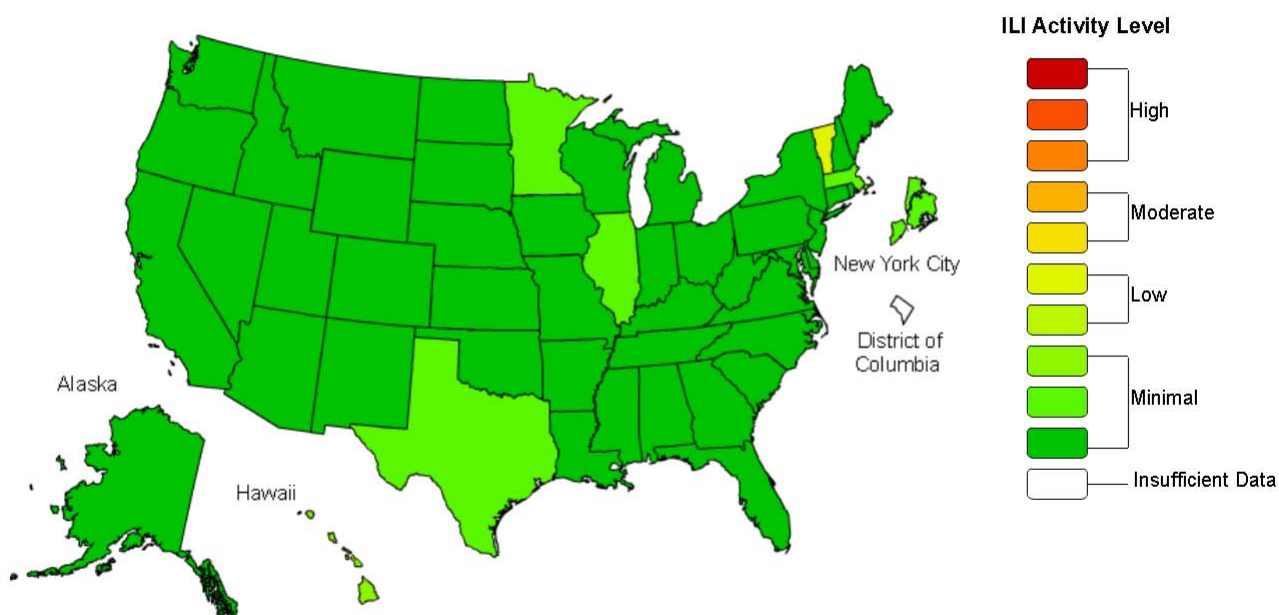 ILI Activity Level
High
Moderate
New York City
Low
District of
Columbia
Alaska
Minimal
Hawaii
Insufficient Data